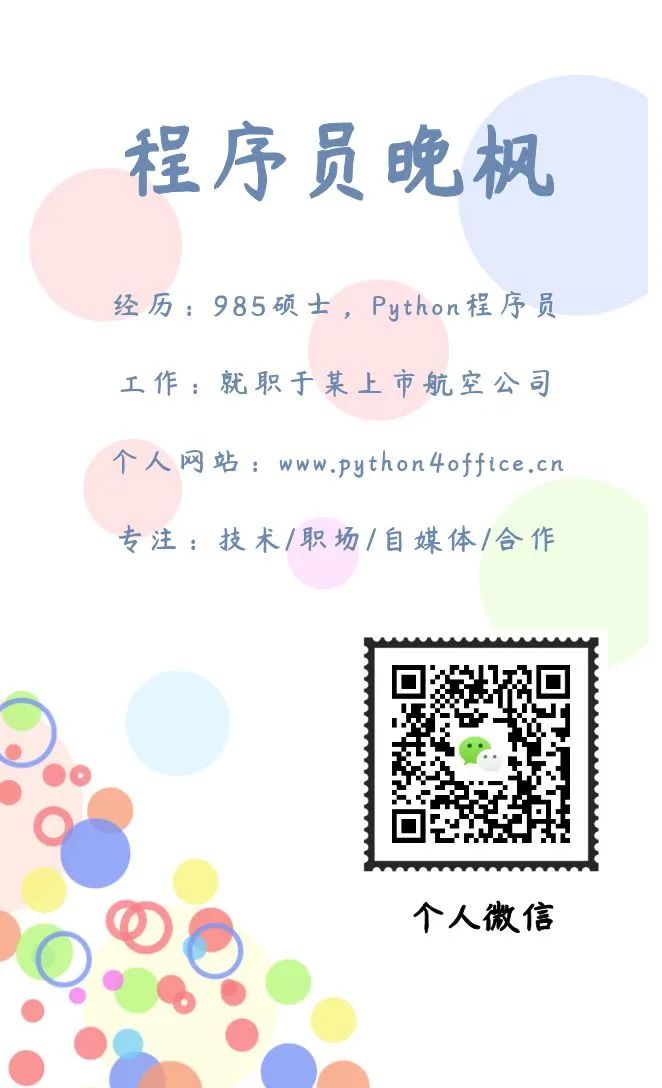 程序员晚枫
经历：985硕士，Python程序员
工作：就职于某上市航空公司
个人网站：www.python4office.cn
专注：技术/职场/自媒体/合作
个人微信